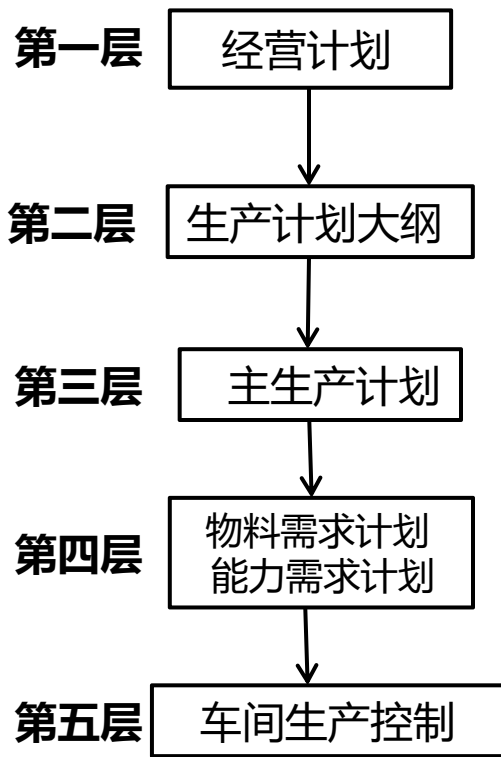 第一层 经营计划
第二层 生产计划大纲
第三层 主生产计划
第四层 物料需求计划
能力需求计划
第五层 车间生产控制